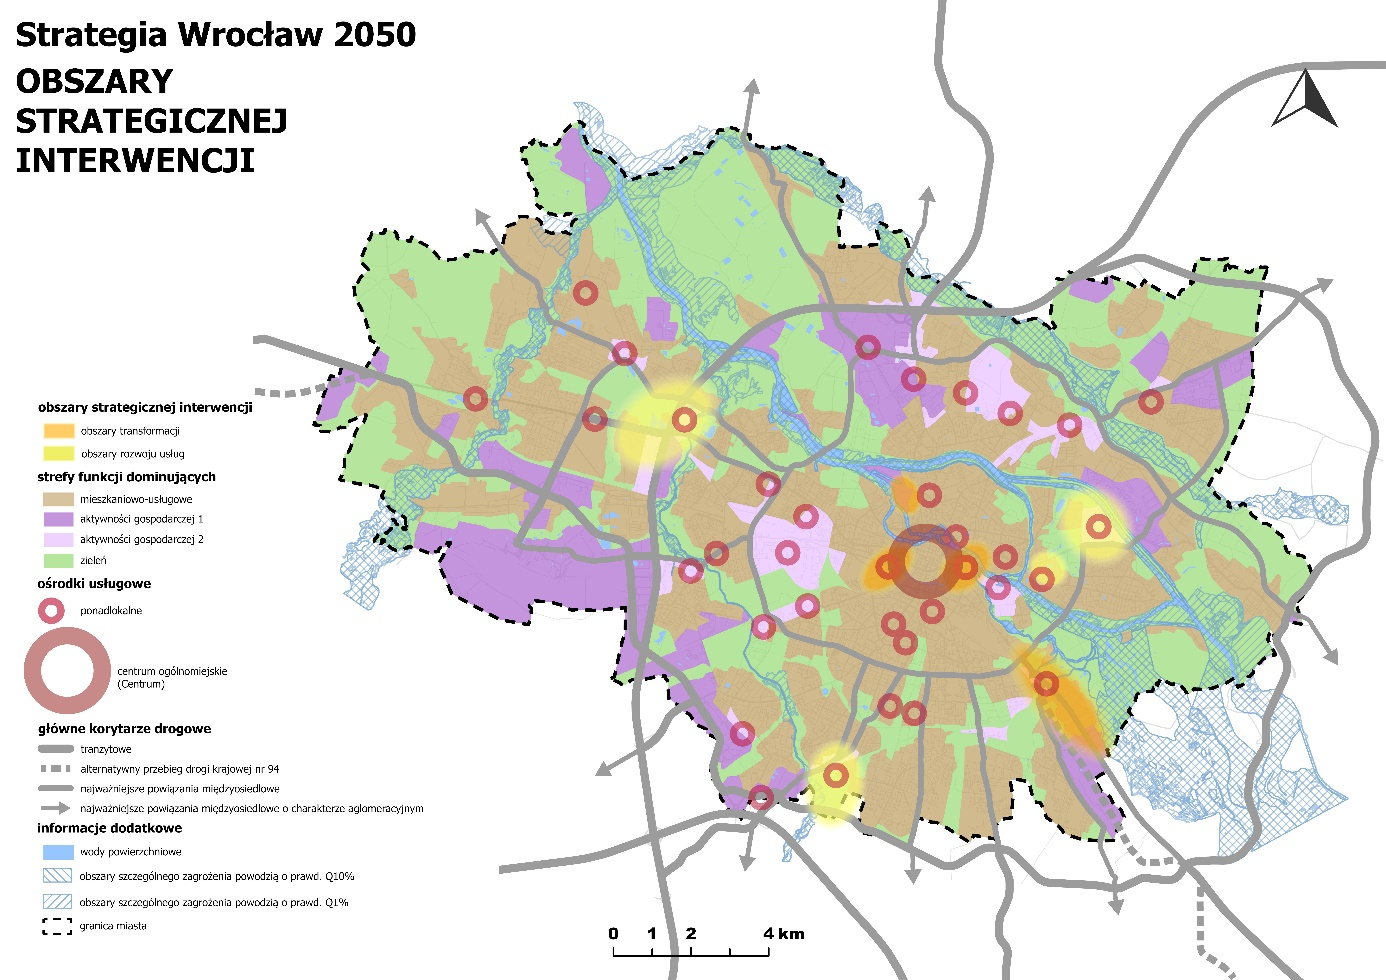 Strategia Wrocław 2050
OBSZARY
STRATEGICZNEJ
INTERWENCJI
obszary strategicznej interwencji
obszary transformacji
obszary rozwoju usług
strefy funkcji dominujących
mieszkaniowo-usługowe
aktywności gospodarczej 1
aktywności gospodarczej 2
zieleń
ośrodki usługowe
ponadlokalne
centrum ogólnomiejskie
(Centrum)
główne korytarze drogowe
tranzytowe
alternatywny przebieg drogi krajowej nr 94
najważniejsze powiązania międzyosiedlowe
najważniejsze powiązania międzyosiedlowe o charakterze aglomeracyjnym
informacje dodatkowe
wody powierzchniowe
obszary szczególnego zagrożenia powodzią o prawd. Q10%
obszary szczególnego zagrożenia powodzią o prawd. Q1%
granica miasta
0 1 2 4 km